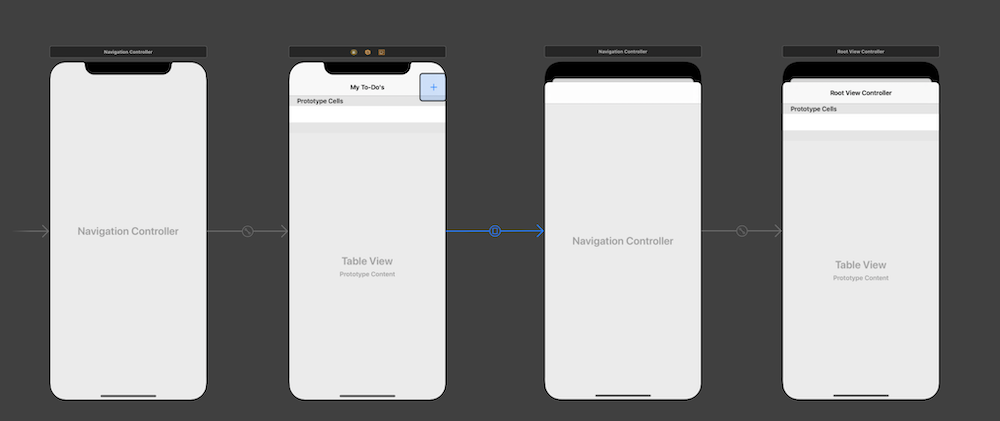 Navigation Controller
Navigation Controller
Root View Controller
My To-Do's
+
Prototype Cells
Root View Controller
Prototype Cells
Navigation Controller
Navigation Controller
Table View
Prototype Content
Table View
Prototype Content